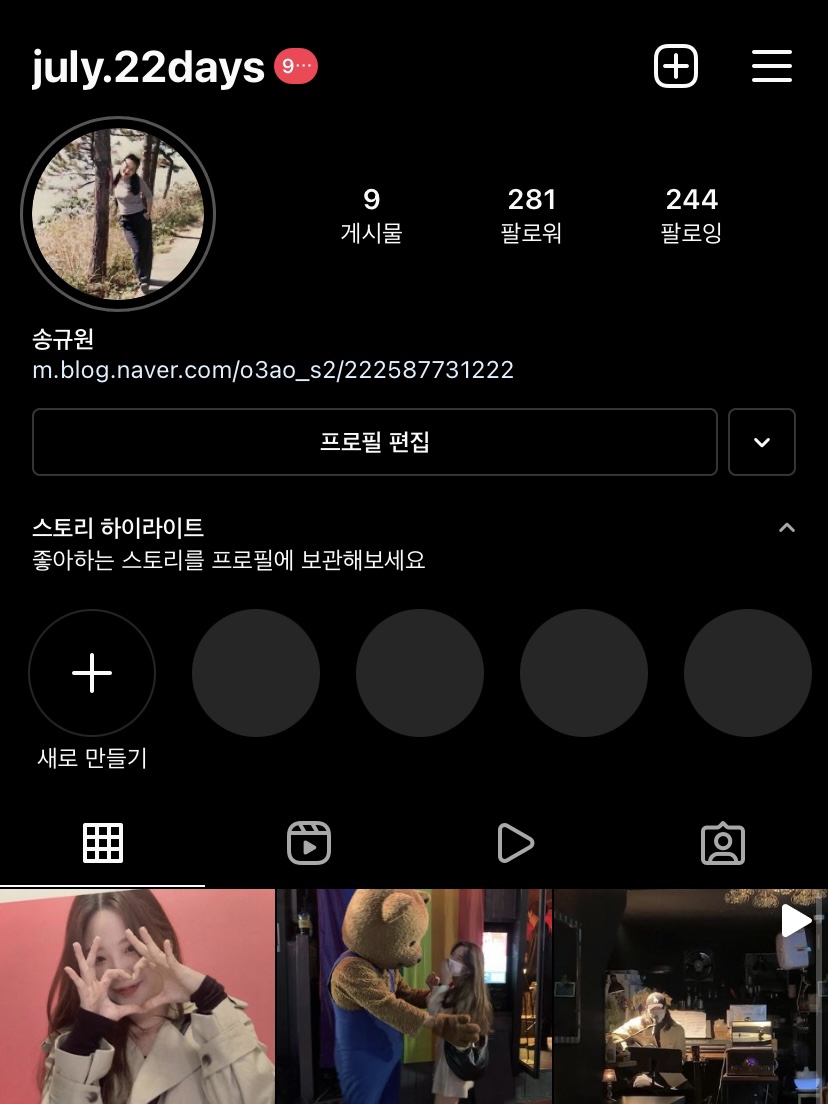 july.22days 9…
9 281 244
게시물 팔로워 팔로잉
송규원
m.blog.naver.com/o3ao_s2/222587731222
프로필 편집
스토리 하이라이트
좋아하는 스토리를 프로필에 보관해보세요
새로 만들기